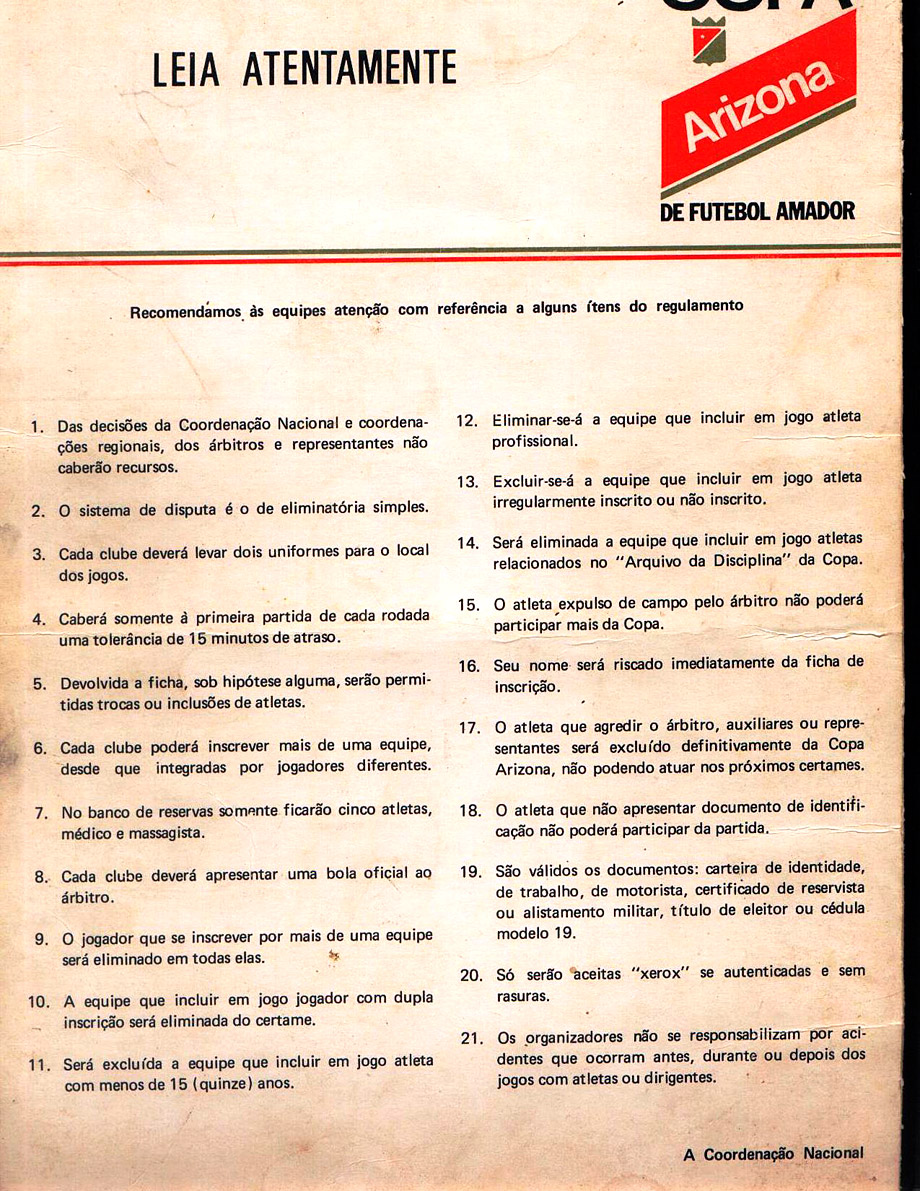 COPA
LEIA ATENTAMENTE
Arizona
DE FUTEBOL AMADOR
Recomendamos às equipes atenção com referência a alguns ítens do regulamento
1. Das decisões da Coordenação Nacional e coordena-
ções regionais, dos árbitros e representantes não
caberão recursos.
2. O sistema de disputa é o de eliminatória simples.
3. Cada clube deverá levar dois uniformes para o local
dos jogos.
4. Caberá somente à primeira partida de cada rodada
uma tolerância de 15 minutos de atraso.
5. Devolvida a ficha, sob hipótese alguma, serão permi-
tidas trocas ou inclusões de atletas.
6. Cada clube poderá inscrever mais de uma equipe,
desde que integradas por jogadores diferentes.
7. No banco de reservas somente ficarão cinco atletas,
médico e massagista.
8. Cada clube deverá apresentar uma bola oficial ao
árbitro.
9. O jogador que se inscrever por mais de uma equipe
será eliminado em todas elas.
10. A equipe que incluir em jogo jogador com dupla
inscrição será eliminada do certame.
11. Será excluída a equipe que incluir em jogo atleta
com menos de 15 (quinze) anos.
12. Eliminar-se-á a equipe que incluir em jogo atleta
profissional.
13. Excluir-se-á a equipe que incluir em jogo atleta
irregularmente inscrito ou não inscrito.
14. Será eliminada a equipe que incluir em jogo atletas
relacionados no "Arquivo da Disciplina" da Copa.
15. O atleta expulso de campo pelo árbitro não poderá
participar mais da Copa.
16. Seu nome será riscado imediatamente da ficha de
inscrição.
17. O atleta que agredir o árbitro, auxiliares ou repre-
sentantes será excluído definitivamente da Copa
Arizona, não podendo atuar nos próximos certames.
18. O atleta que não apresentar documento de identifi-
cação não poderá participar da partida.
19. São válidos os documentos: carteira de identidade,
de trabalho, de motorista, certificado de reservista
ou alistamento militar, título de eleitor ou cédula
modelo 19.
20. Só serão aceitas "xerox" se autenticadas e sem
rasuras.
21. Os organizadores não se responsabilizam por aci-
dentes que ocorram antes, durante ou depois dos
jogos com atletas ou dirigentes.
A Coordenação Nacional